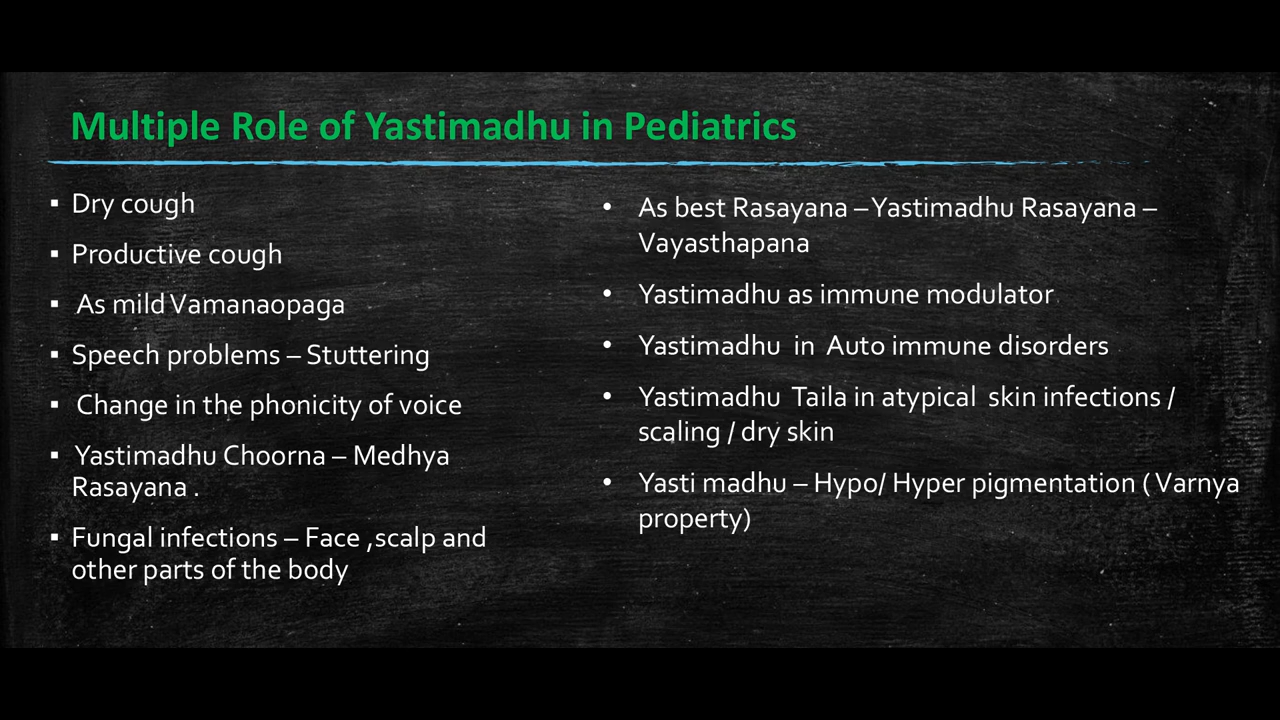 Multiple Role of Yastimadhu in Pediatrics
▪ Dry cough
▪ Productive cough
▪ As mild Vamanaopaga
▪ Speech problems – Stuttering
▪ Change in the phonicity of voice
▪ Yastimadhu Choorna – Medhya
Rasayana .
▪ Fungal infections – Face ,scalp and
other parts of the body
• As best Rasayana – Yastimadhu Rasayana –
Vayasthapana
• Yastimadhu as immune modulator
• Yastimadhu in Auto immune disorders
• Yastimadhu Taila in atypical skin infections /
scaling / dry skin
• Yasti madhu – Hypo/ Hyper pigmentation ( Varnya
property)